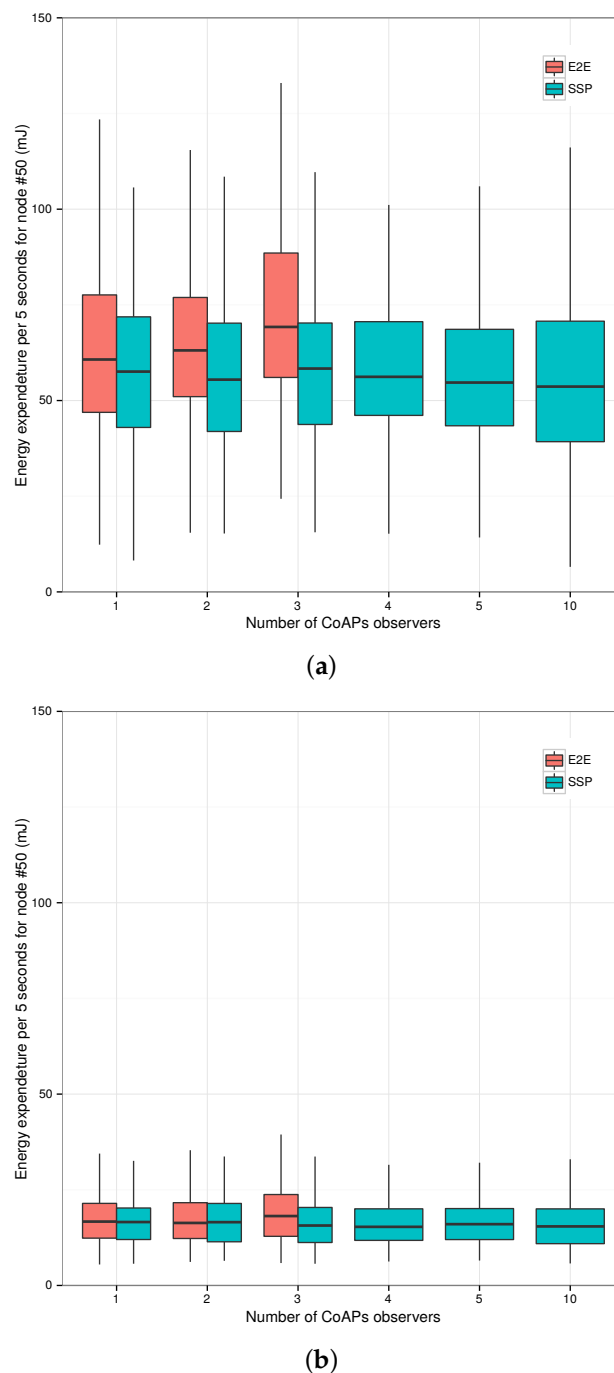 150
100
50
0
Energy expendeture per 5 seconds for node #50 (mJ)
E2E
SSP
1 2 3 4 5 10
Number of CoAPs observers
(a)
150
100
50
0
Energy expendeture per 5 seconds for node #50 (mJ)
E2E
SSP
1 2 3 4 5 10
Number of CoAPs observers
(b)